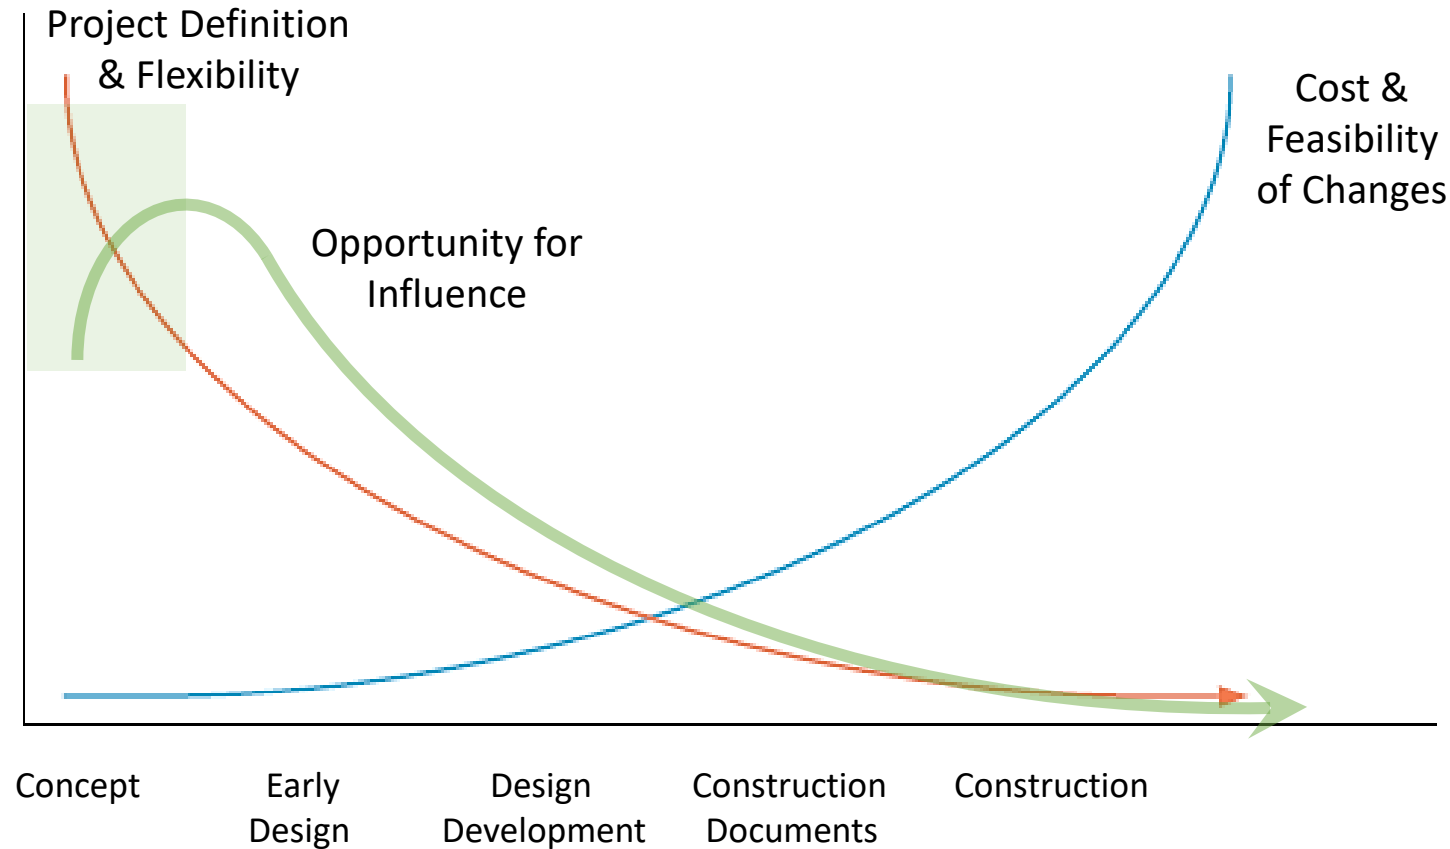 Project Definition
& Flexibility
Cost &
Feasibility
of Changes
Opportunity for
Influence
Concept
Early
Design
Design
Development
Construction
Documents
Construction